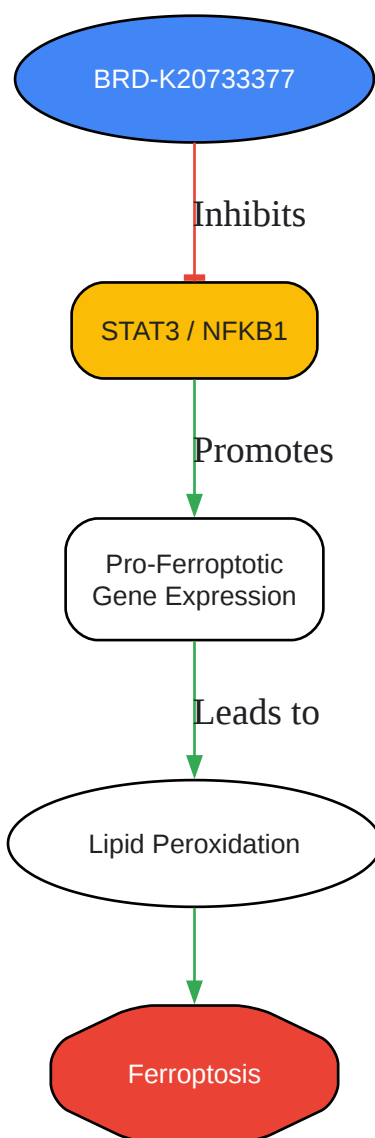 BRD-K20733377
Inhibits
STAT3 / NFKB1
Promotes
Pro-Ferroptotic
Gene Expression
Leads to
Lipid Peroxidation
Ferroptosis